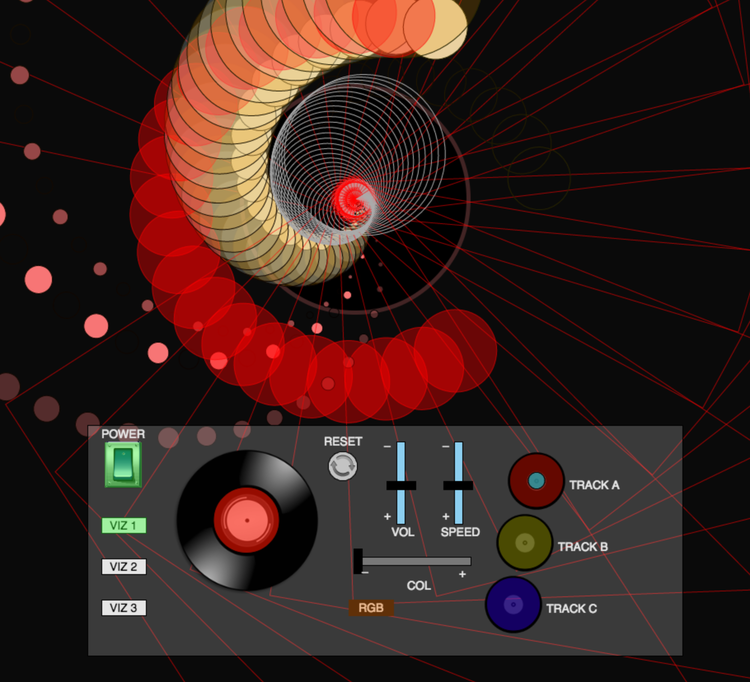 POWER
RESET
−
−
TRACK A
+
+
VIZ 1
VOL
SPEED
TRACK B
VIZ 2
−
+
COL
VIZ 3
RGB
TRACK C